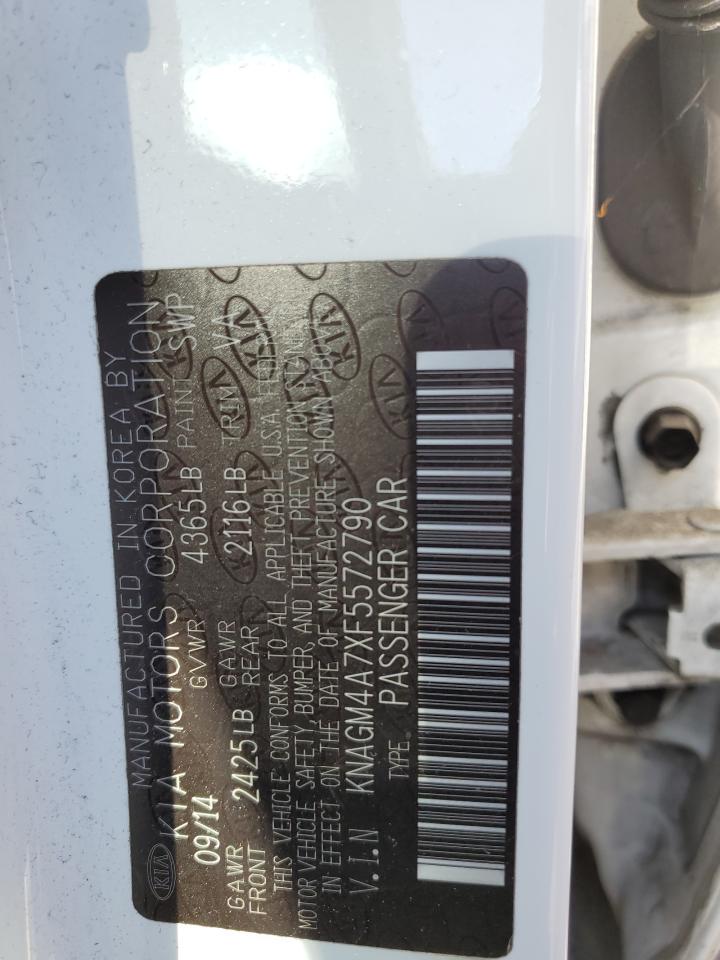 KIA
MANUFACTURED IN KOREA BY
KIA MOTORS CORPORATION
09/14 GVWR 4365LB PAINT SWP
GAWR FRONT 2425LB GAWR REAR 2116LB TRIM VA
THIS VEHICLE CONFORMS TO ALL APPLICABLE U.S.A. FEDERAL
MOTOR VEHICLE SAFETY, BUMPER, AND THEFT PREVENTION STANDARDS
IN EFFECT ON THE DATE OF MANUFACTURE SHOWN ABOVE.
V.I.N KNAGM4A7XF5572790
TYPE PASSENGER CAR